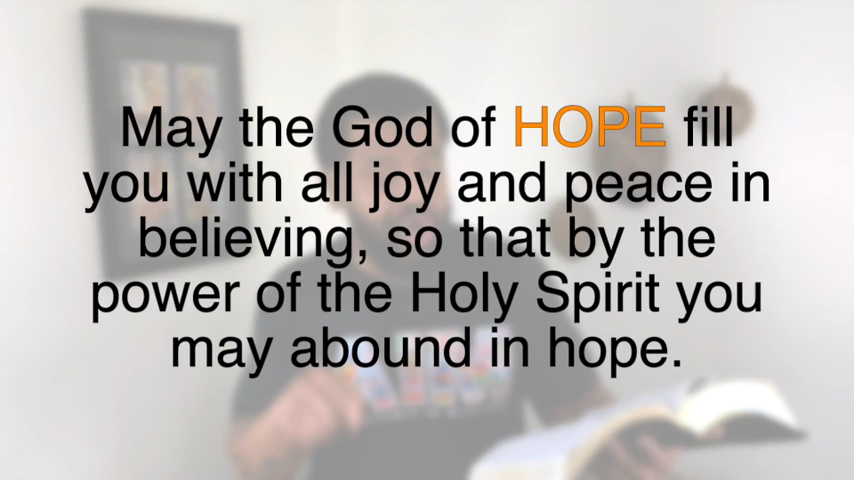 May the God of HOPE fill
you with all joy and peace in
believing, so that by the
power of the Holy Spirit you
may abound in hope.